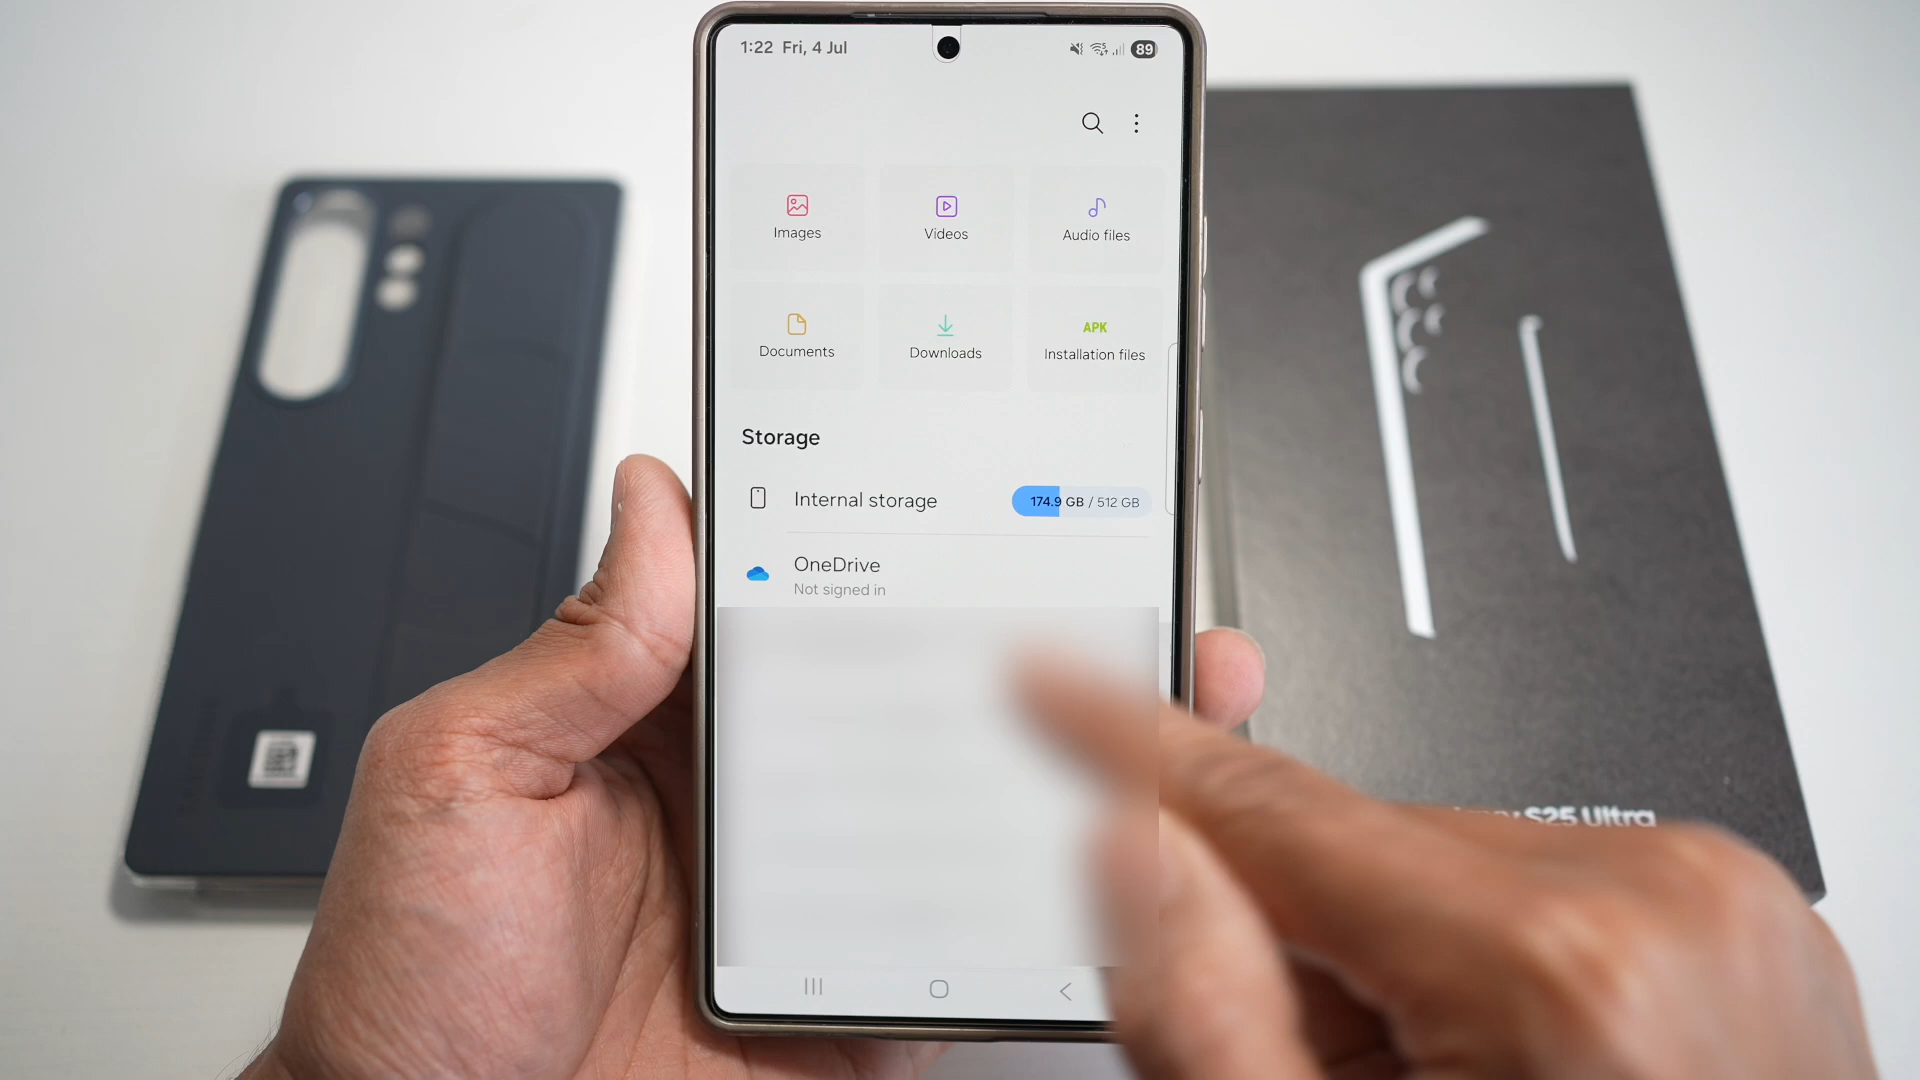 1:22 Fri, 4 Jul
89
Images
Videos
Audio files
Documents
Downloads
APK
Installation files
Storage
Internal storage
174.9 GB / 512 GB
OneDrive
Not signed in
S25 Ultra